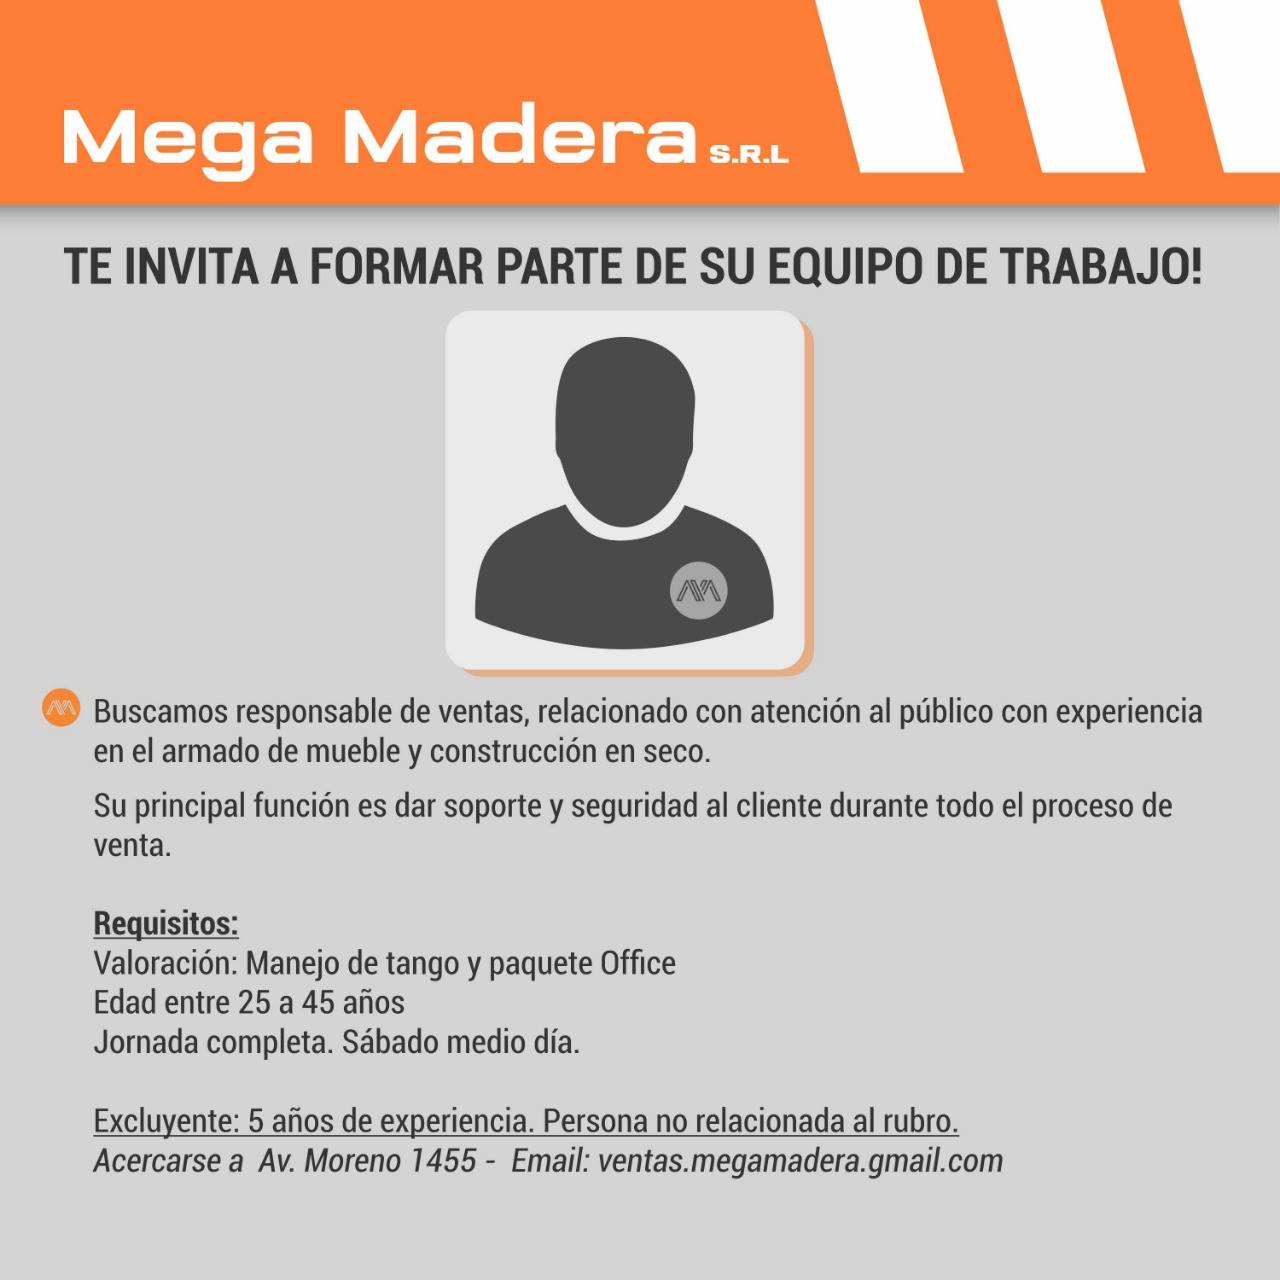 Mega Madera S.R.L
TE INVITA A FORMAR PARTE DE SU EQUIPO DE TRABAJO!
Buscamos responsable de ventas, relacionado con atención al público con experiencia
en el armado de mueble y construcción en seco.
Su principal función es dar soporte y seguridad al cliente durante todo el proceso de
venta.
Requisitos:
Valoración: Manejo de tango y paquete Office
Edad entre 25 a 45 años
Jornada completa. Sábado medio día.
Excluyente: 5 años de experiencia. Persona no relacionada al rubro.
Acercarse a Av. Moreno 1455 - Email: ventas.megamadera.gmail.com